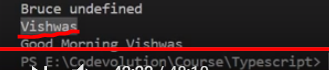 Bruce undefined
Vishwas
Good Morning Vishwas
PS E:\Codevolution\Course\Typescript>